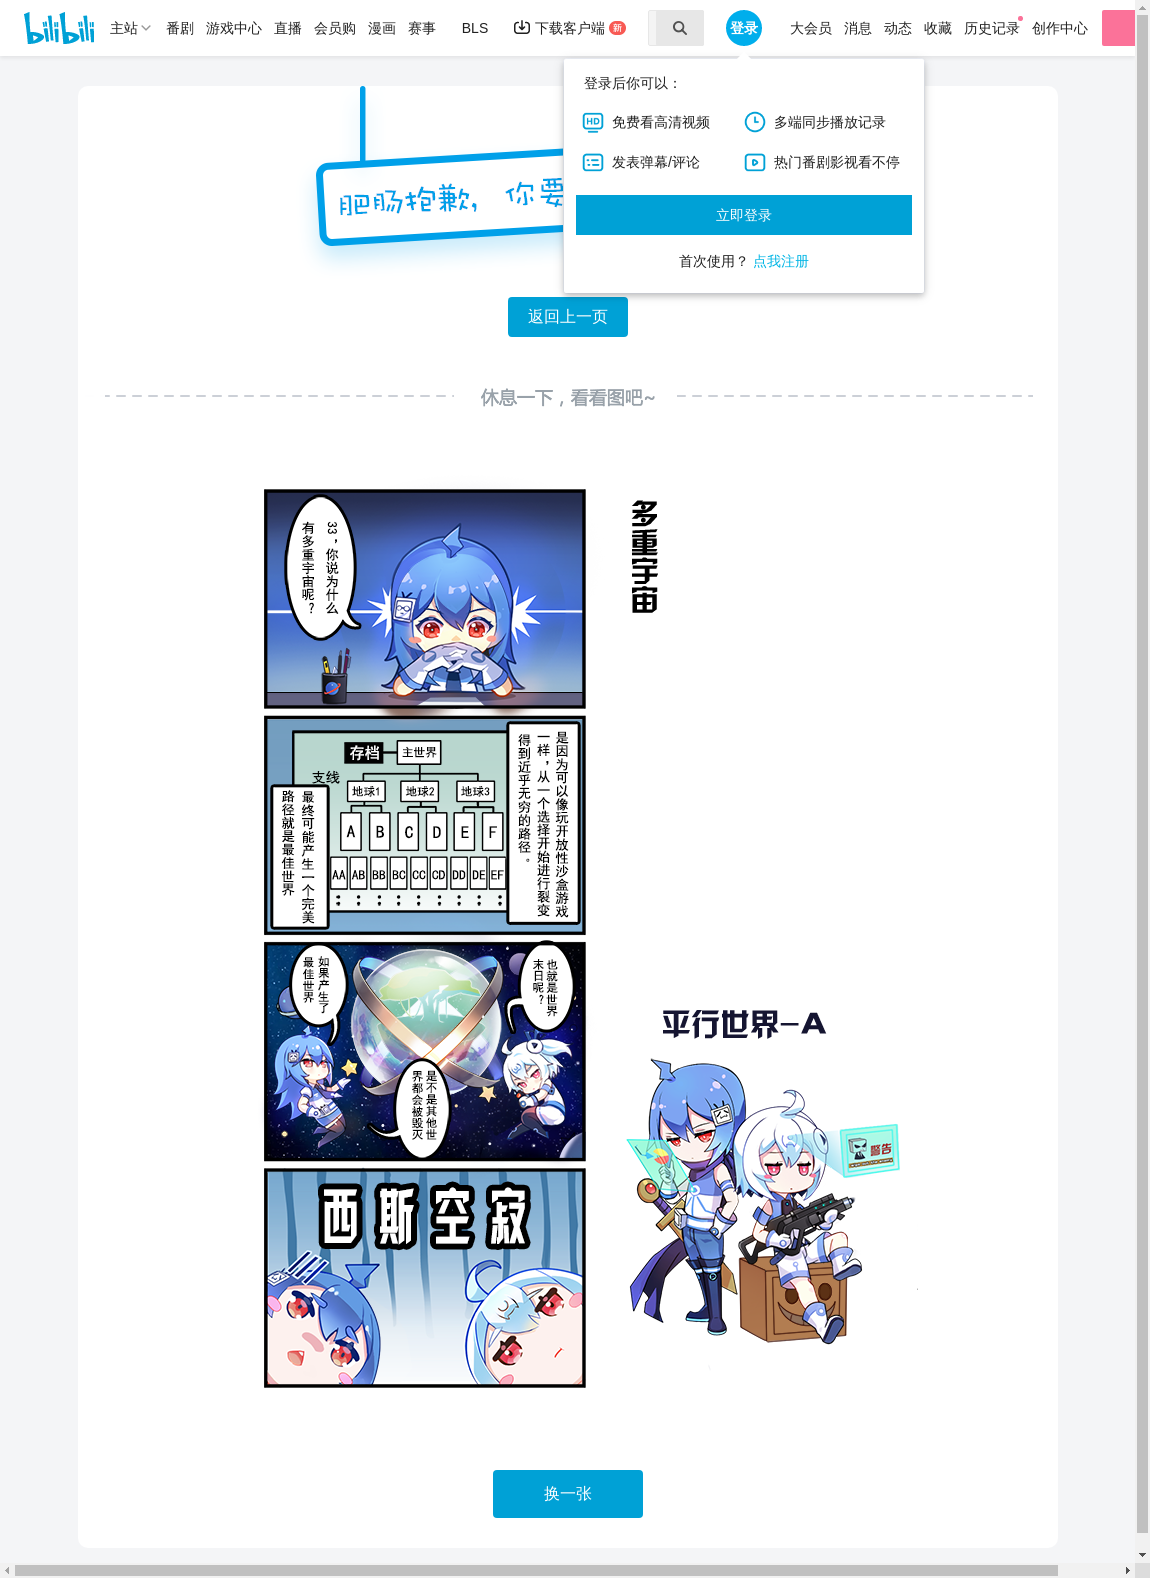 bilibili
主站
番剧
游戏中心
直播
会员购
漫画
赛事
BLS
下载客户端
新
登录
大会员
消息
动态
收藏
历史记录
创作中心
登录后你可以：
HD 免费看高清视频
多端同步播放记录
发表弹幕/评论
热门番剧影视看不停
立即登录
首次使用？ 点我注册
肥肠抱歉，你要
返回上一页
休息一下，看看图吧~
33，你说为什么
有多重宇宙呢？
多重宇宙
是因为可以像玩开放性沙盒游戏
一样，从一个选择开始进行裂变
得到近乎无穷的路径。
存档
主世界
支线
地球1
地球2
地球3
A B C D E F
AA AB BB BC CC CD DD DE EF
最终可能产生一个完美
路径就是最佳世界
如果产生了
最佳世界
也就是世界
末日呢？
是不是其他世
界都会被毁灭
平行世界-A
警告
西斯空寂
换一张